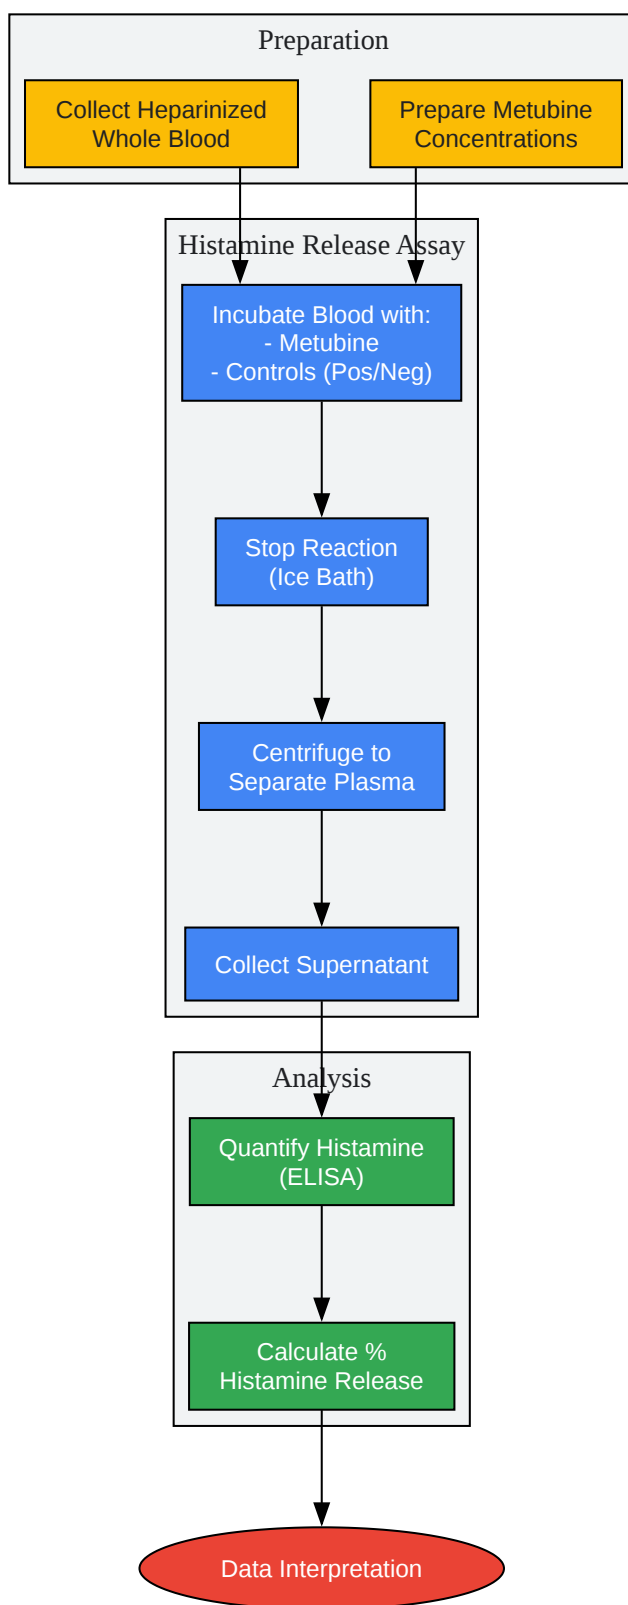 Preparation
Collect Heparinized
Whole Blood
Prepare Metubine
Concentrations
Histamine Release Assay
Incubate Blood with:
- Metubine
- Controls (Pos/Neg)
Stop Reaction
(Ice Bath)
Centrifuge to
Separate Plasma
Collect Supernatant
Analysis
Quantify Histamine
(ELISA)
Calculate %
Histamine Release
Data Interpretation